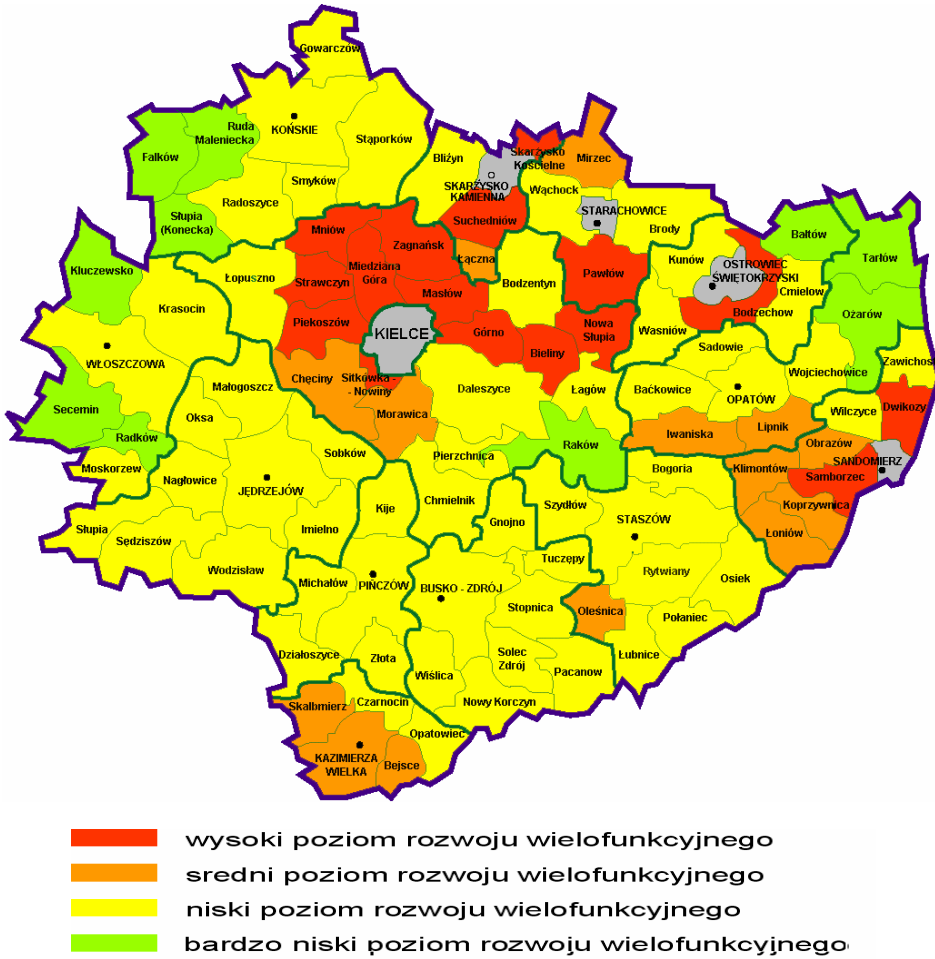 Gowarczów
KOŃSKIE
Ruda
Maleniecka
Stąporków
Fałków
Smyków
Radoszyce
Słupia
(Konecka)
Bliżyn
Skarżysko
Kościelne
Mirzec
SKARŻYSKO
KAMIENNA
Wąchock
Suchedniów
STARACHOWICE
Brody
Mniów
Zagnańsk
Łączna
Miedziana
Góra
Strawczyn
Masłów
Bodzentyn
Pawłów
Kunów
OSTROWIEC
ŚWIĘTOKRZYSKI
Bałtów
Tarłów
Kluczewsko
Łopuszno
Krasocin
Piekoszów
KIELCE
Górno
Bieliny
Nowa
Słupia
Waśniów
Bodzechow
Cmielow
Ożarów
WŁOSZCZOWA
Małogoszcz
Chęciny
Sitkówka -
- Nowiny
Morawica
Daleszyce
Łagów
Sadowie
Baćkowice
OPATÓW
Wojciechowice
Zawichost
Secemin
Radków
Oksa
Wilczyce
Dwikozy
Moskorzew
Nagłowice
JĘDRZEJÓW
Sobków
Pierzchnica
Raków
Iwaniska
Lipnik
Obrazów
SANDOMIERZ
Samborzec
Klimontów
Koprzywnica
Łoniów
Bogoria
Słupia
Sędziszów
Imielno
Kije
Chmielnik
Gnojno
Szydłów
STASZÓW
Wodzisław
Michałów
PIŃCZÓW
BUSKO - ZDRÓJ
Tuczępy
Rytwiany
Osiek
Stopnica
Oleśnica
Połaniec
Działoszyce
Złota
Wiślica
Solec
Zdrój
Pacanow
Łubnice
Skalbmierz
Czarnocin
Nowy Korczyn
Opatowiec
KAZIMIERZA
WIELKA
Bejsce
wysoki poziom rozwoju wielofunkcyjnego
sredni poziom rozwoju wielofunkcyjnego
niski poziom rozwoju wielofunkcyjnego
bardzo niski poziom rozwoju wielofunkcyjnego